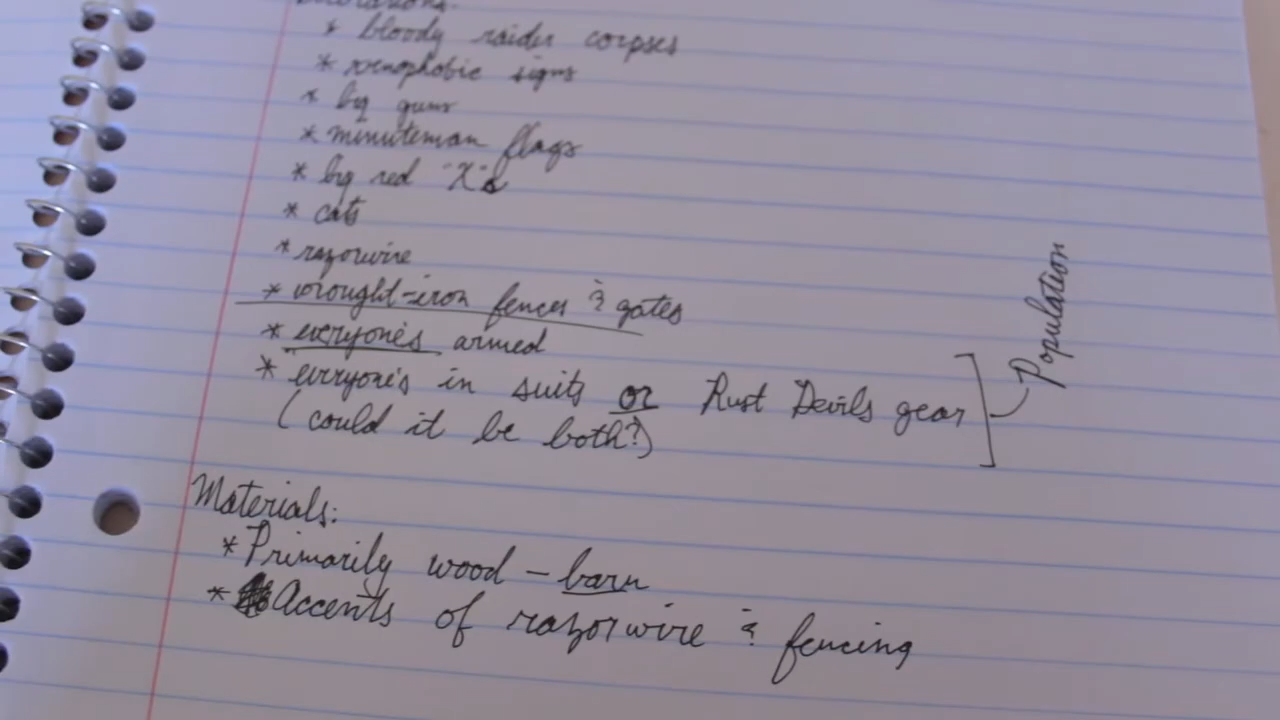 Decorations:
* bloody raider corpses
* xenophobic signs
* big guns
* minuteman flags
* big red "X"s
* cats
* razorwire
* wrought-iron fences & gates
* everyone's armed
* everyone's in suits or Rust Devils gear
(could it be both?)
Population
Materials:
* Primarily wood - barn
* Accents of razorwire & fencing